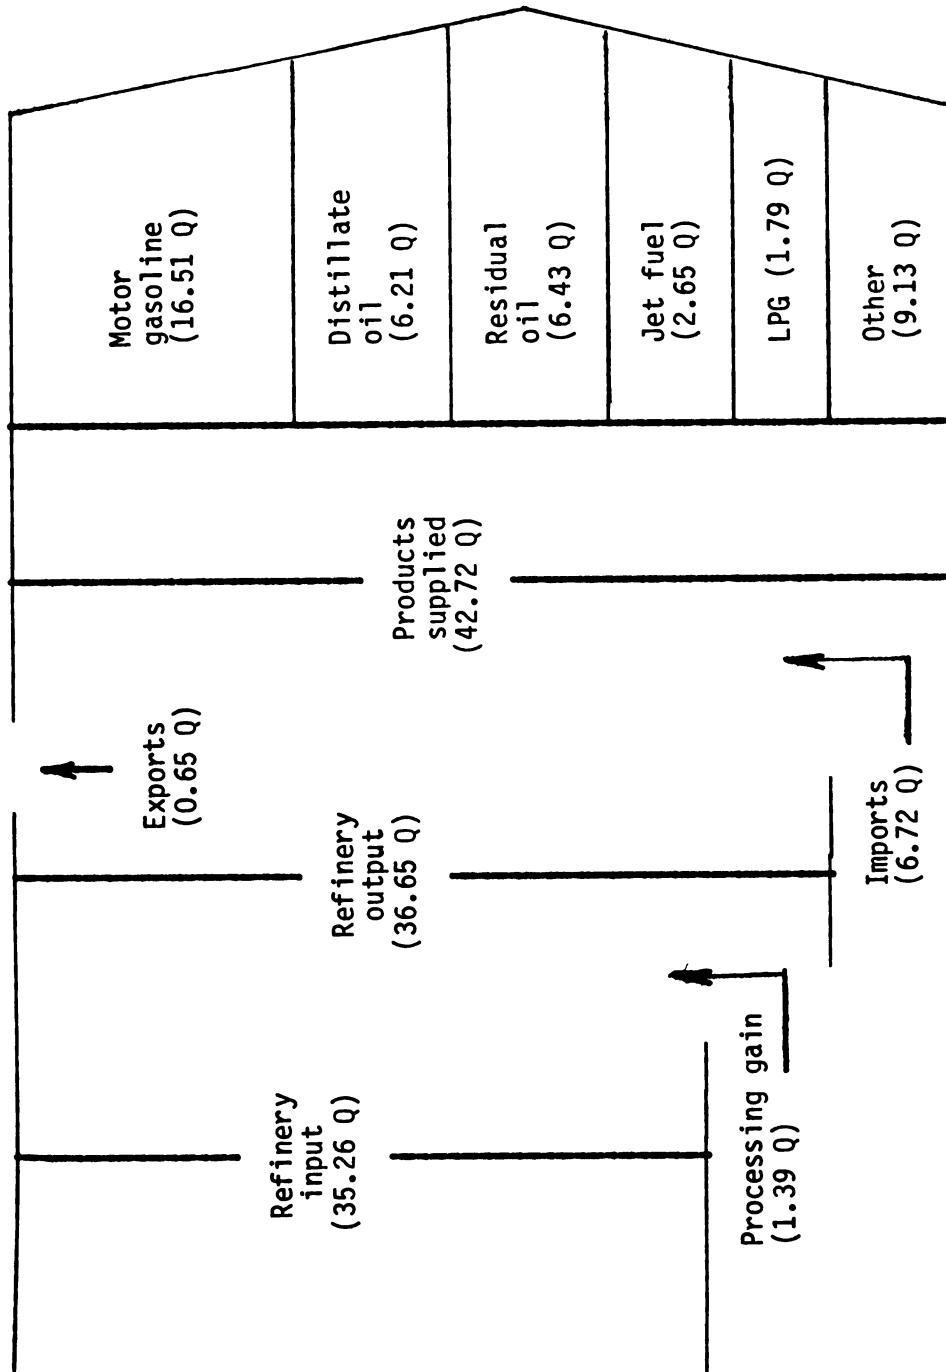 Refinery
input
(35.26 Q)
Processing gain
(1.39 Q)
Refinery
output
(36.65 Q)
Exports
(0.65 Q)
Imports
(6.72 Q)
Products
supplied
(42.72 Q)
Motor
gasoline
(16.51 Q)
Distillate
oil
(6.21 Q)
Residual
oil
(6.43 Q)
Jet fuel
(2.65 Q)
LPG (1.79 Q)
Other
(9.13 Q)